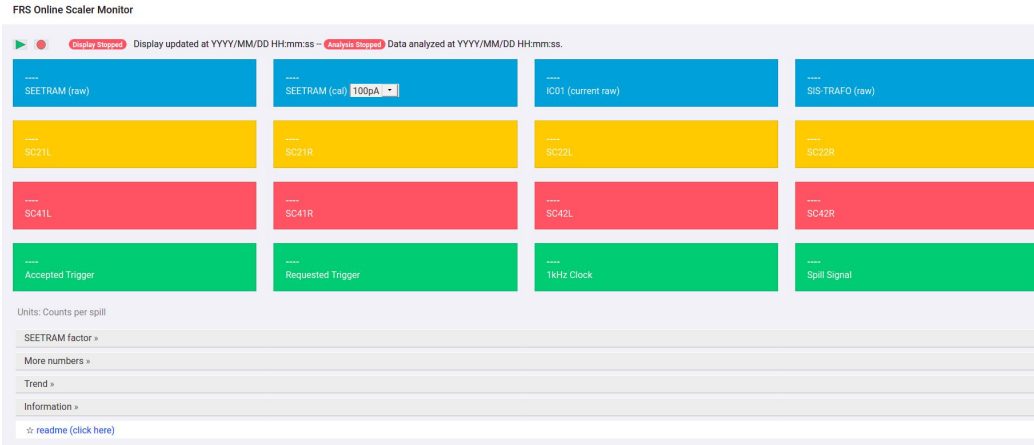 FRS Online Scaler Monitor
Display Stopped Display updated at YYYY/MM/DD HH:mm:ss -- Analysis Stopped Data analyzed at YYYY/MM/DD HH:mm:ss.
---- ---- ---- ----
SEETRAM (raw) SEETRAM (cal) 100pA IC01 (current raw) SIS-TRAFO (raw)
---- ---- ---- ----
SC21L SC21R SC22L SC22R
---- ---- ---- ----
SC41L SC41R SC42L SC42R
---- ---- ---- ----
Accepted Trigger Requested Trigger 1kHz Clock Spill Signal
Units: Counts per spill
SEETRAM factor »
More numbers »
Trend »
Information »
☆ readme (click here)